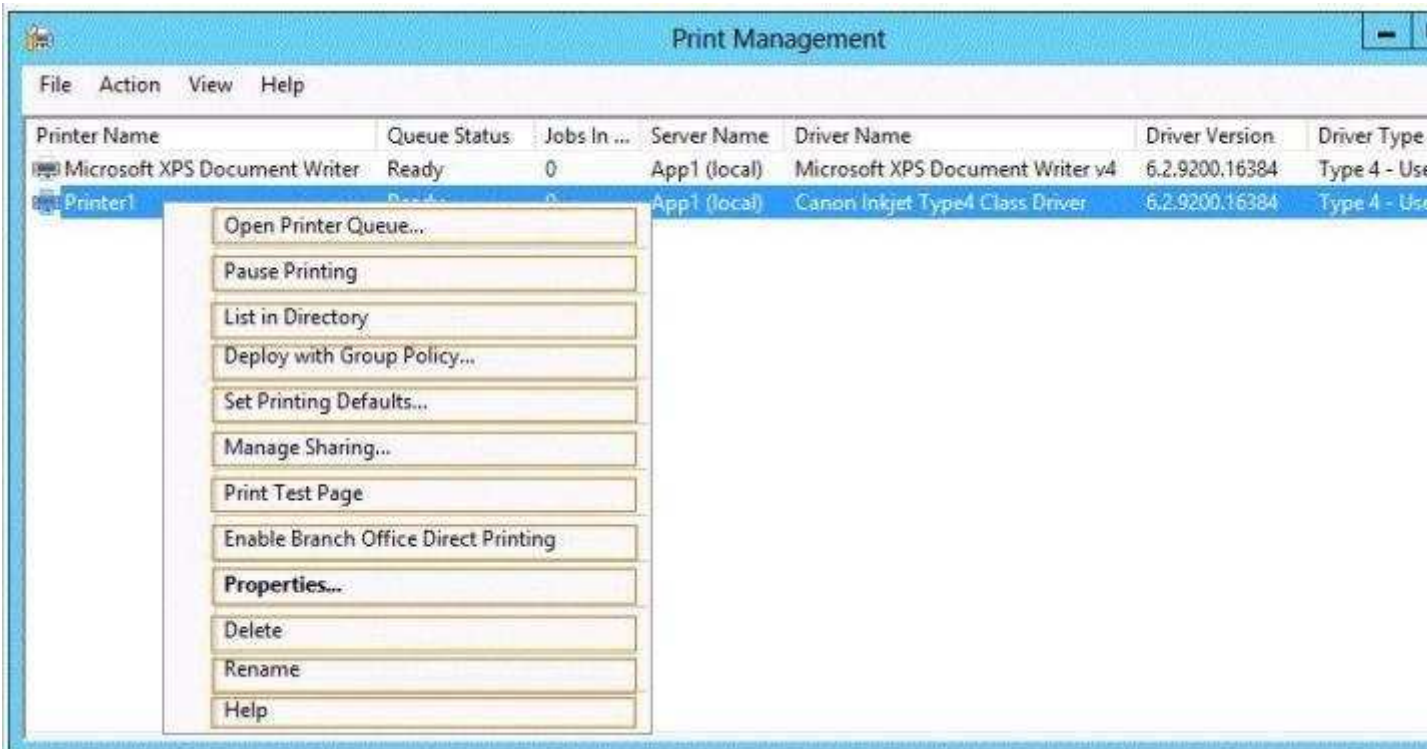 Print Management
File Action View Help
Printer Name Queue Status Jobs In ... Server Name Driver Name Driver Version Driver Type
Microsoft XPS Document Writer Ready 0 App1 (local) Microsoft XPS Document Writer v4 6.2.9200.16384 Type 4 - Use
Printer1 Ready 0 App1 (local) Canon Inkjet Type4 Class Driver 6.2.9200.16384 Type 4 - Use
Open Printer Queue...
Pause Printing
List in Directory
Deploy with Group Policy...
Set Printing Defaults...
Manage Sharing...
Print Test Page
Enable Branch Office Direct Printing
Properties...
Delete
Rename
Help